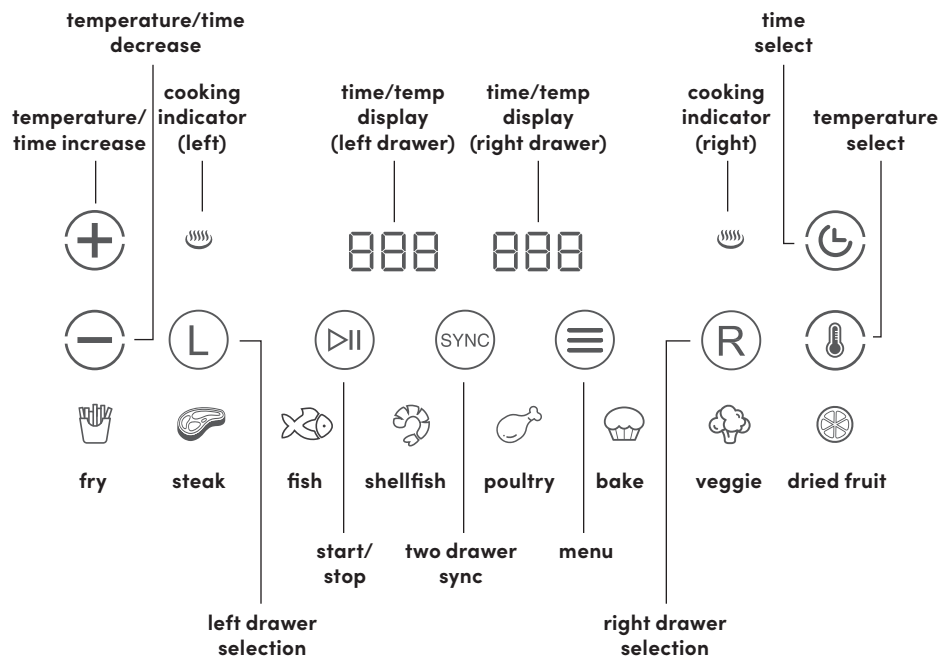 temperature/time
decrease
time
select
temperature/
time increase
cooking
indicator
(left)
time/temp
display
(left drawer)
time/temp
display
(right drawer)
cooking
indicator
(right)
temperature
select
888
888
L
SYNC
R
fry
steak
fish
shellfish
poultry
bake
veggie
dried fruit
start/
stop
two drawer
sync
menu
left drawer
selection
right drawer
selection